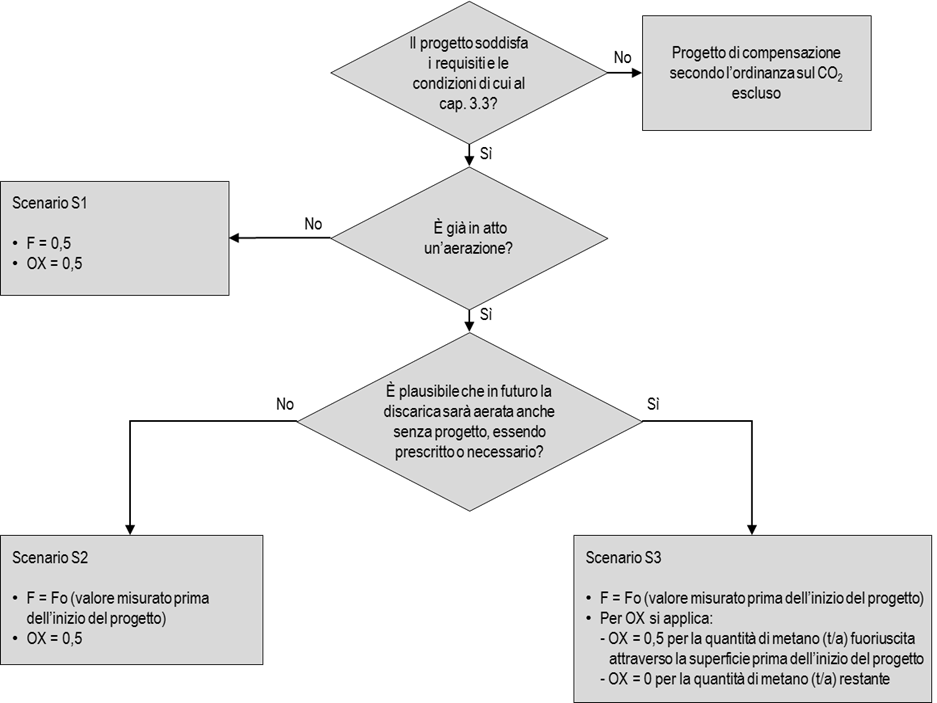 Il progetto soddisfa
i requisiti e le
condizioni di cui al
cap. 3.3?
No
Progetto di compensazione
secondo l'ordinanza sul CO₂
escluso
Sì
È già in atto
un'aerazione?
No
Scenario S1
• F = 0,5
• OX = 0,5
Sì
È plausibile che in futuro la
discarica sarà aerata anche
senza progetto, essendo
prescritto o necessario?
No
Sì
Scenario S2
• F = Fo (valore misurato prima
dell'inizio del progetto)
• OX = 0,5
Scenario S3
• F = Fo (valore misurato prima dell'inizio del progetto)
• Per OX si applica:
- OX = 0,5 per la quantità di metano (t/a) fuoriuscita
attraverso la superficie prima dell'inizio del progetto
- OX = 0 per la quantità di metano (t/a) restante